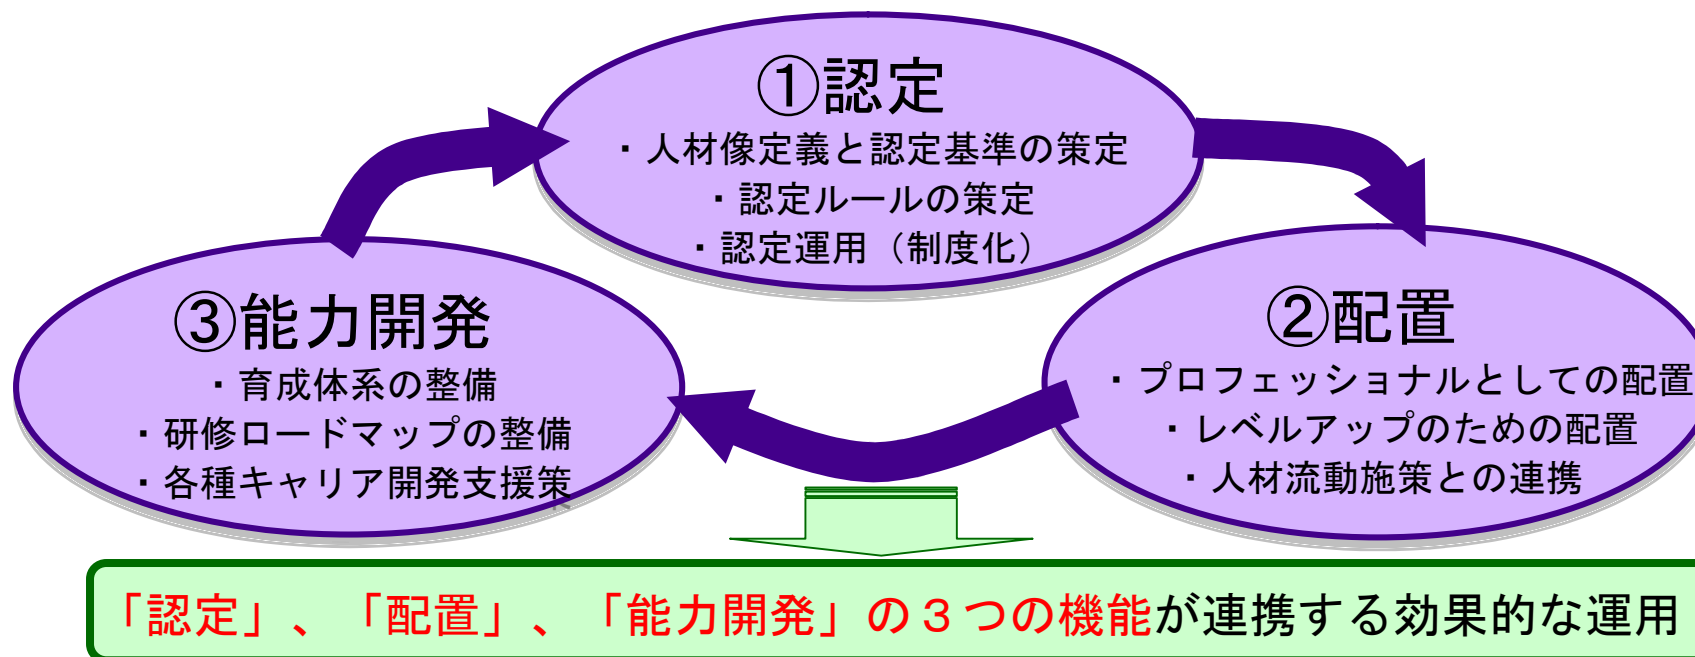 ①認定
・人材像定義と認定基準の策定
・認定ルールの策定
・認定運用（制度化）
②配置
・プロフェッショナルとしての配置
・レベルアップのための配置
・人材流動施策との連携
③能力開発
・育成体系の整備
・研修ロードマップの整備
・各種キャリア開発支援策
「認定」、「配置」、「能力開発」の３つの機能が連携する効果的な運用